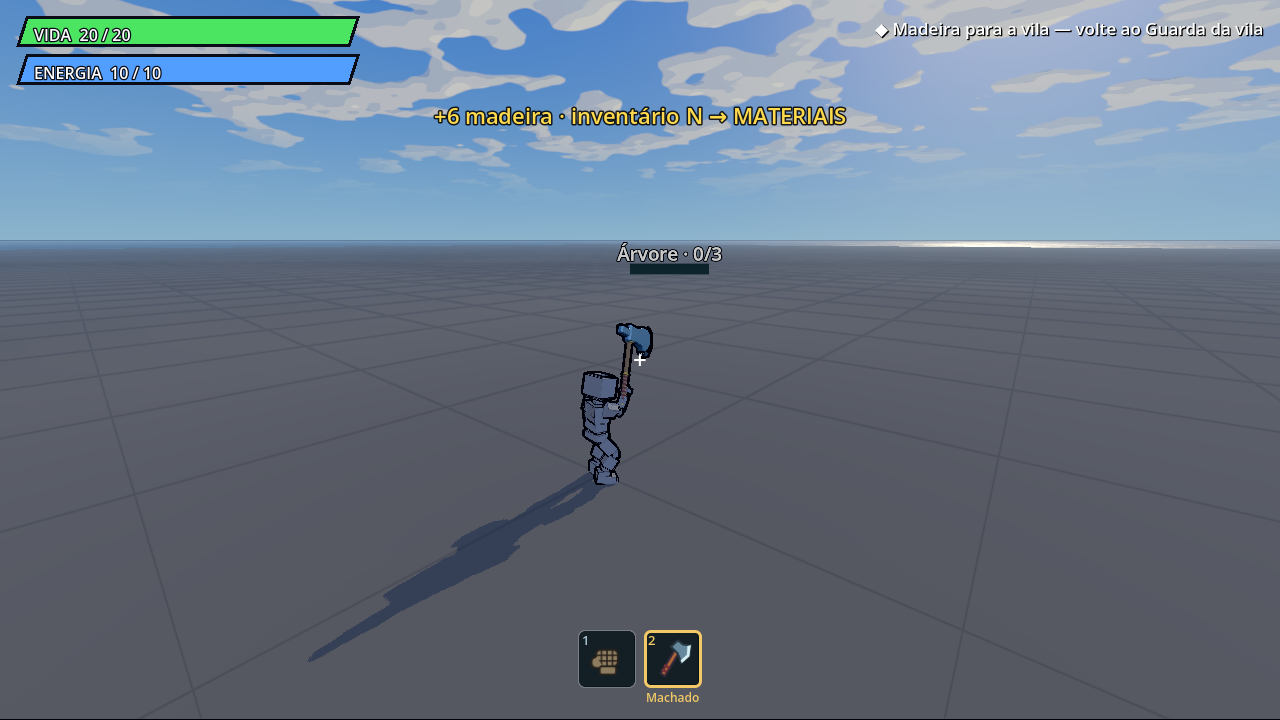 VIDA 20 / 20
◆ Madeira para a vila — volte ao Guarda da vila
ENERGIA 10 / 10
+6 madeira · inventário N → MATERIAIS
Árvore · 0/3
1
2
Machado